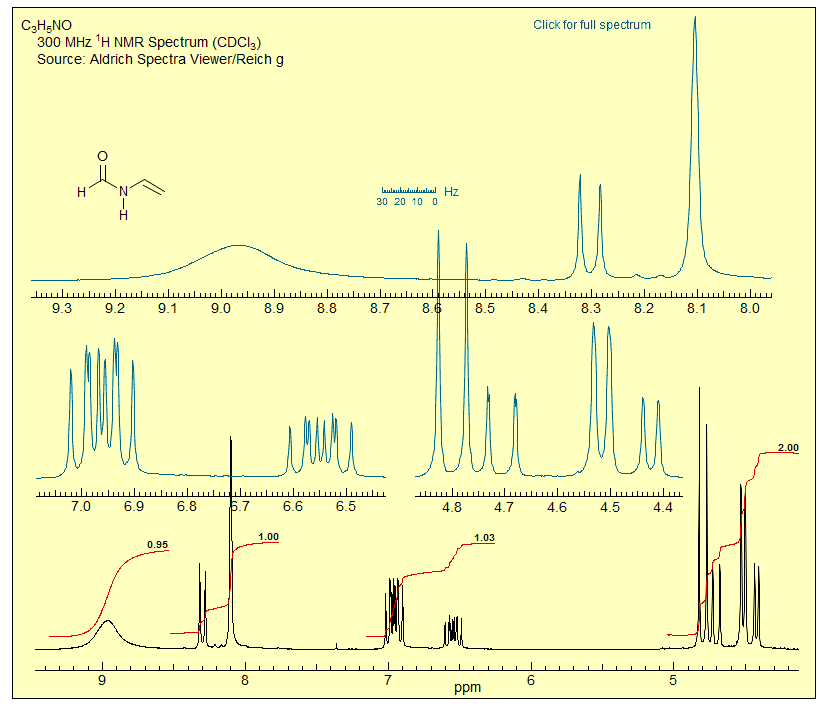 C₃H₅NO
Click for full spectrum
300 MHz ¹H NMR Spectrum (CDCl₃)
Source: Aldrich Spectra Viewer/Reich g
O
H
N
H
Hz
30 20 10 0
9.3 9.2 9.1 9.0 8.9 8.8 8.7 8.6 8.5 8.4 8.3 8.2 8.1 8.0
2.00
7.0 6.9 6.8 6.7 6.6 6.5
4.8 4.7 4.6 4.5 4.4
0.95
1.00
1.03
9 8 7 6 5
ppm